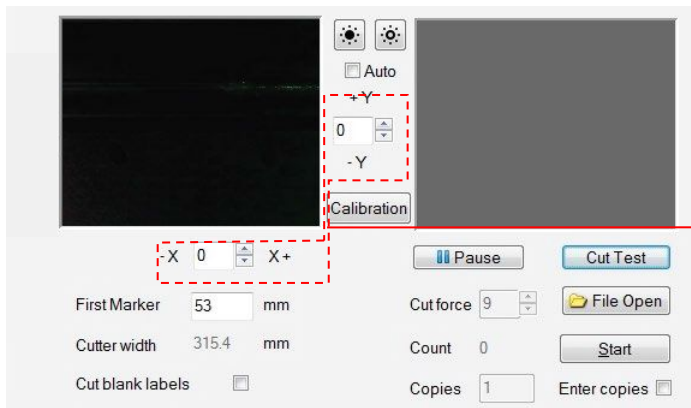 Auto
+ Y
0
- Y
Calibration
- X 0 X +
Pause Cut Test
First Marker 53 mm
Cut force 9 File Open
Cutter width 315.4 mm
Count 0 Start
Cut blank labels
Copies 1 Enter copies